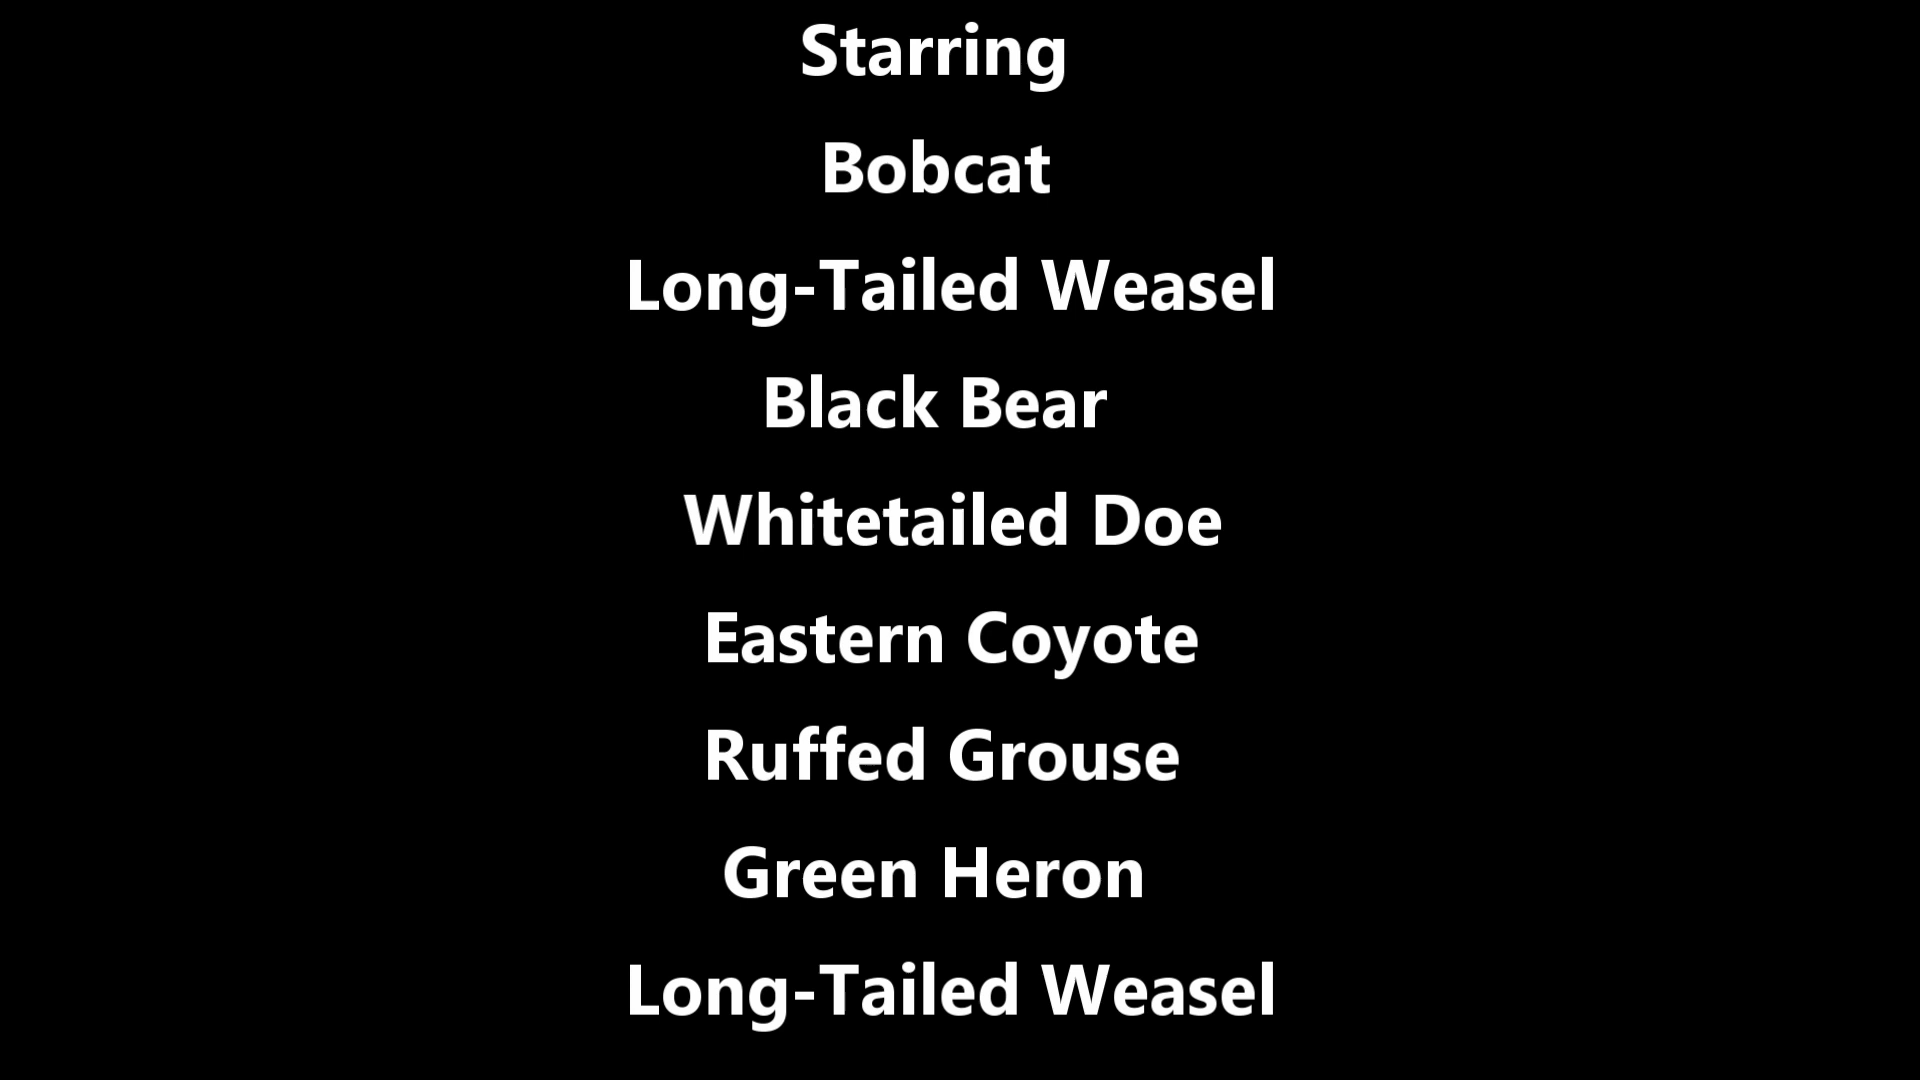 Starring
Bobcat
Long-Tailed Weasel
Black Bear
Whitetailed Doe
Eastern Coyote
Ruffed Grouse
Green Heron
Long-Tailed Weasel